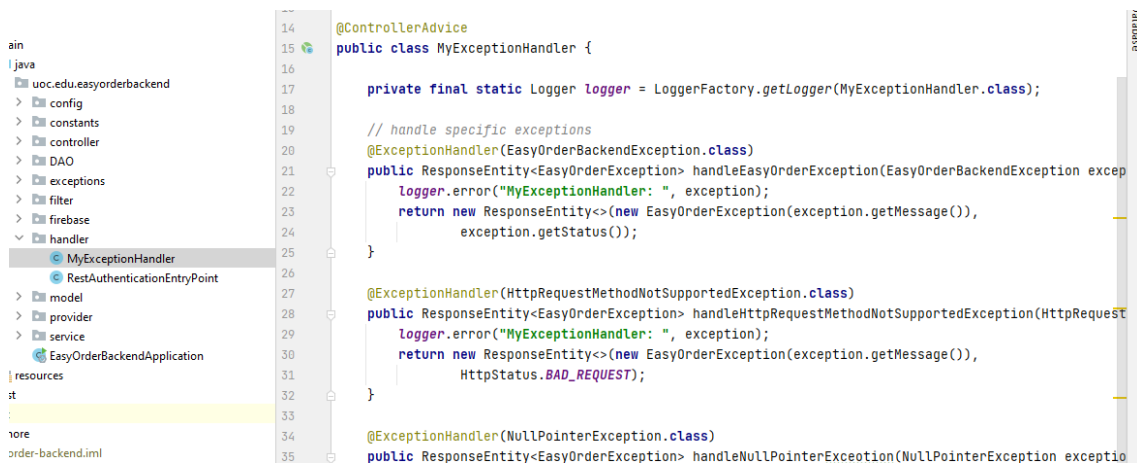 ain
java
uoc.edu.easyorderbackend
config
constants
controller
DAO
exceptions
filter
firebase
handler
MyExceptionHandler
RestAuthenticationEntryPoint
model
provider
service
EasyOrderBackendApplication
resources
st
nore
order-backend.iml
14 @ControllerAdvice
15 public class MyExceptionHandler {
16
17 private final static Logger logger = LoggerFactory.getLogger(MyExceptionHandler.class);
18
19 // handle specific exceptions
20 @ExceptionHandler(EasyOrderBackendException.class)
21 public ResponseEntity<EasyOrderException> handleEasyOrderException(EasyOrderBackendException excep
22 logger.error("MyExceptionHandler: ", exception);
23 return new ResponseEntity<>(new EasyOrderException(exception.getMessage()),
24 exception.getStatus());
25 }
26
27 @ExceptionHandler(HttpRequestMethodNotSupportedException.class)
28 public ResponseEntity<EasyOrderException> handleHttpRequestMethodNotSupportedException(HttpRequest
29 logger.error("MyExceptionHandler: ", exception);
30 return new ResponseEntity<>(new EasyOrderException(exception.getMessage()),
31 HttpStatus.BAD_REQUEST);
32 }
33
34 @ExceptionHandler(NullPointerException.class)
35 public ResponseEntity<EasyOrderException> handleNullPointerException(NullPointerException exceptio